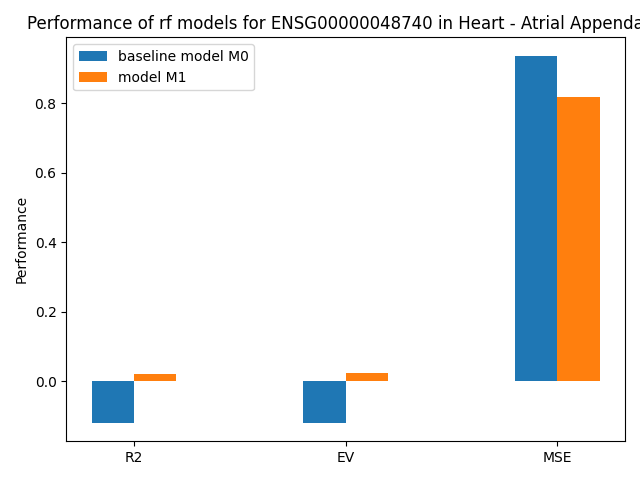 Performance of rf models for ENSG00000048740 in Heart - Atrial Appenda
baseline model M0
model M1
Performance
0.8
0.6
0.4
0.2
0.0
R2
EV
MSE